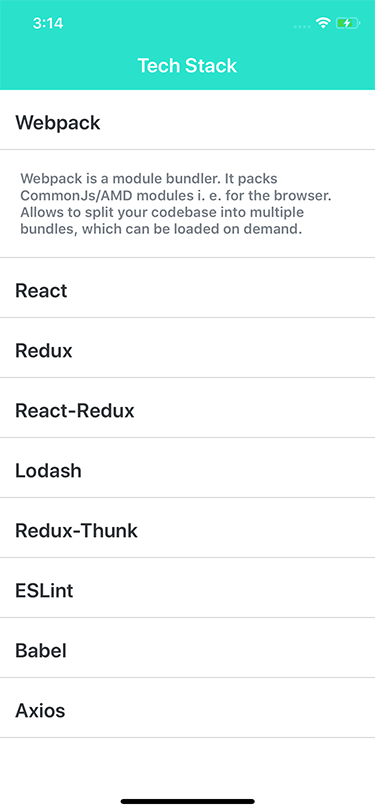 3:14
Tech Stack
Webpack
Webpack is a module bundler. It packs
CommonJs/AMD modules i. e. for the browser.
Allows to split your codebase into multiple
bundles, which can be loaded on demand.
React
Redux
React-Redux
Lodash
Redux-Thunk
ESLint
Babel
Axios